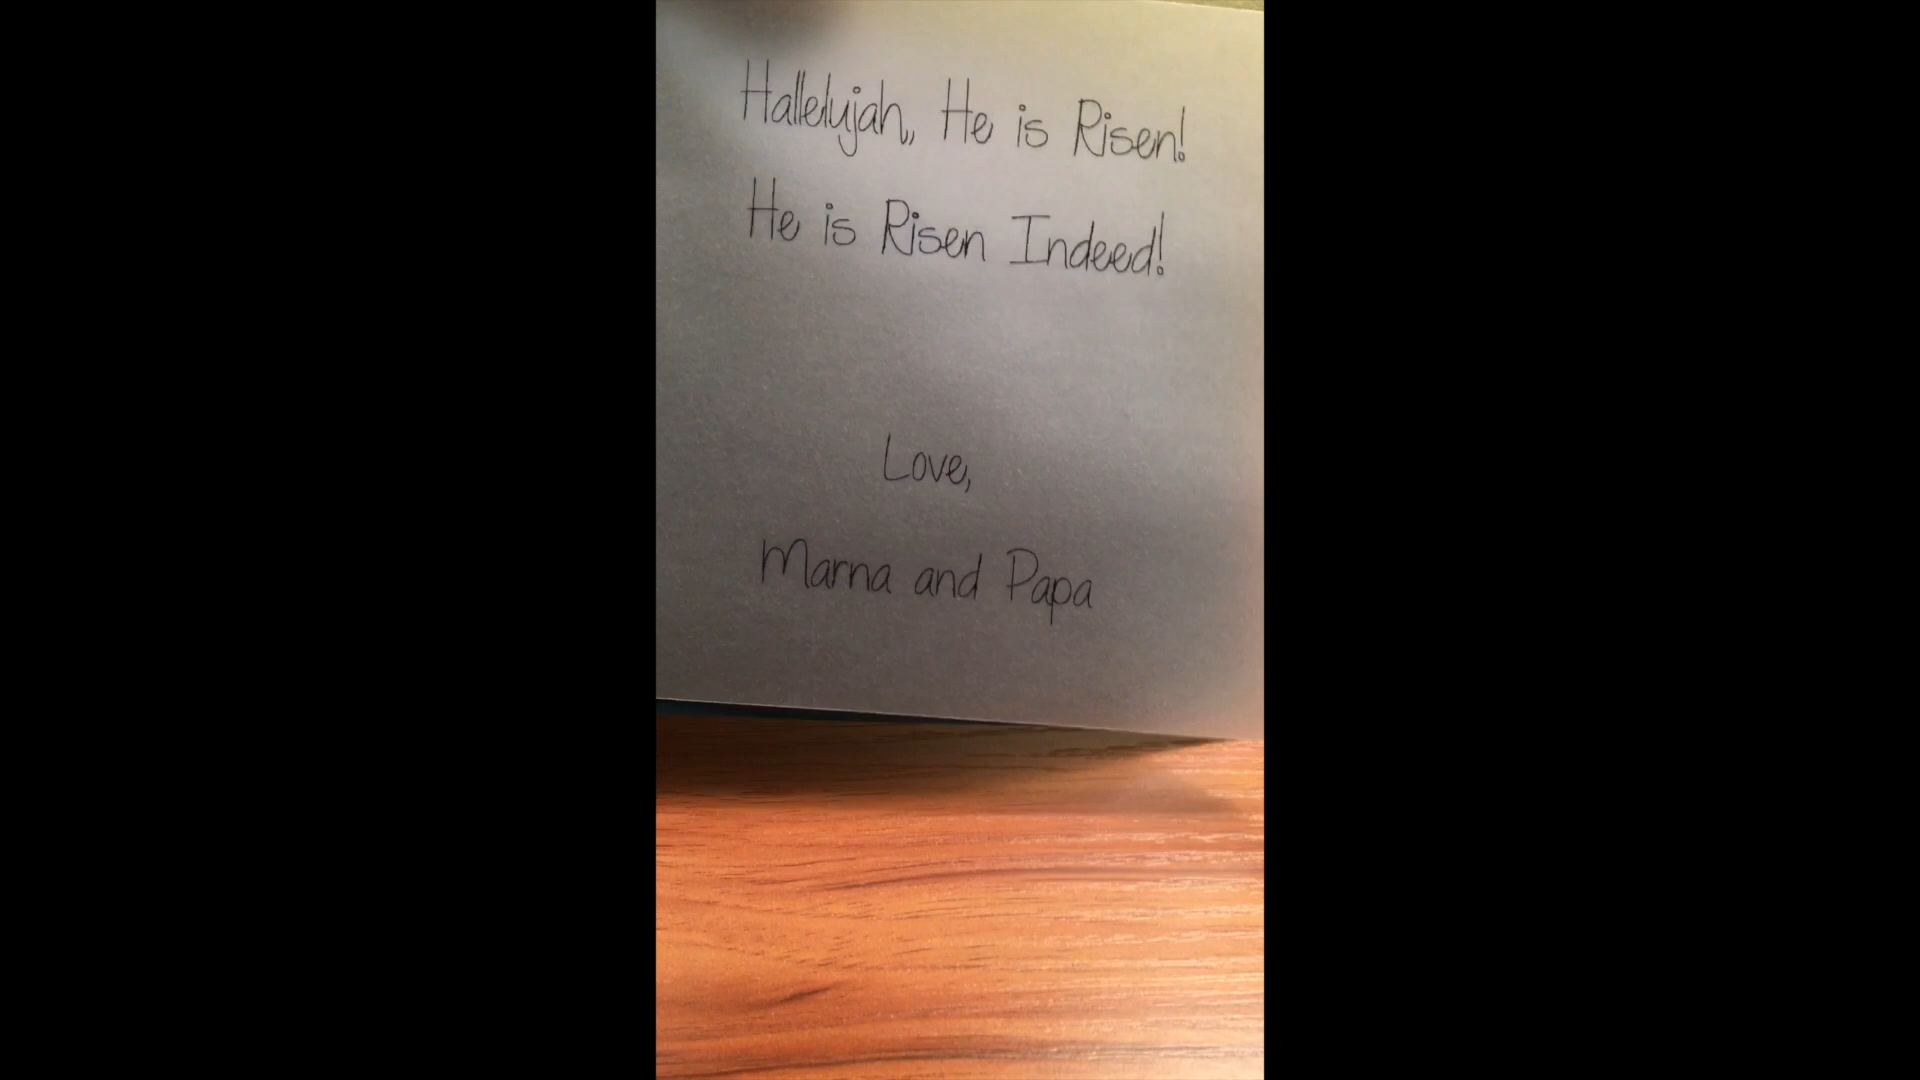 Hallelujah,, He is Risen!
He is Risen Indeed!
Love,
Marna and Papa